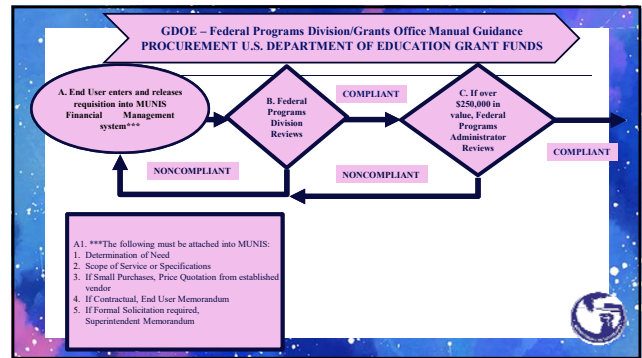 GDOE – Federal Programs Division/Grants Office Manual Guidance
PROCUREMENT U.S. DEPARTMENT OF EDUCATION GRANT FUNDS
A. End User enters and releases
requisition into MUNIS
Financial Management
system***
B. Federal
Programs
Division
Reviews
COMPLIANT
C. If over
$250,000 in
value, Federal
Programs
Administrator
Reviews
COMPLIANT
NONCOMPLIANT
NONCOMPLIANT
A1. ***The following must be attached into MUNIS:
1. Determination of Need
2. Scope of Service or Specifications
3. If Small Purchases, Price Quotation from established
vendor
4. If Contractual, End User Memorandum
5. If Formal Solicitation required,
Superintendent Memorandum